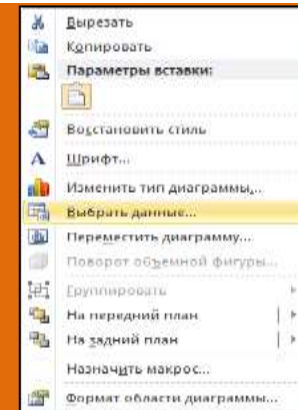 Вырезать
Копировать
Параметры вставки:
Восстановить стиль
Шрифт...
Изменить тип диаграммы...
Выбрать данные...
Переместить диаграмму...
Поворот объемной фигуры...
Группировать
На передний план
На задний план
Назначить макрос...
Формат области диаграммы...